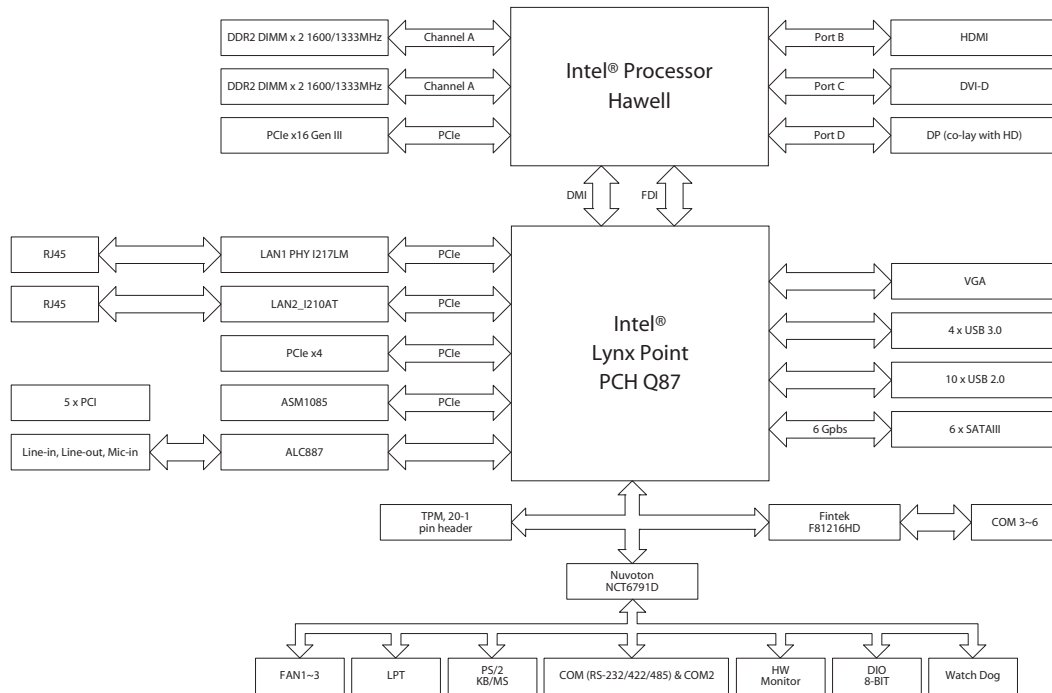 DDR2 DIMM x 2 1600/1333MHz
Channel A
Intel® Processor
Hawell
Port B
HDMI
DDR2 DIMM x 2 1600/1333MHz
Channel A
Port C
DVI-D
PCIe x16 Gen III
PCIe
Port D
DP (co-lay with HD)
DMI
FDI
RJ45
LAN1 PHY I217LM
PCIe
Intel®
Lynx Point
PCH Q87
VGA
RJ45
LAN2_I210AT
PCIe
4 x USB 3.0
PCIe x4
PCIe
10 x USB 2.0
5 x PCI
ASM1085
PCIe
6 Gpbs
6 x SATAIII
Line-in, Line-out, Mic-in
ALC887
TPM, 20-1
pin header
Fintek
F81216HD
COM 3~6
Nuvoton
NCT6791D
FAN1~3
LPT
PS/2
KB/MS
COM (RS-232/422/485) & COM2
HW
Monitor
DIO
8-BIT
Watch Dog